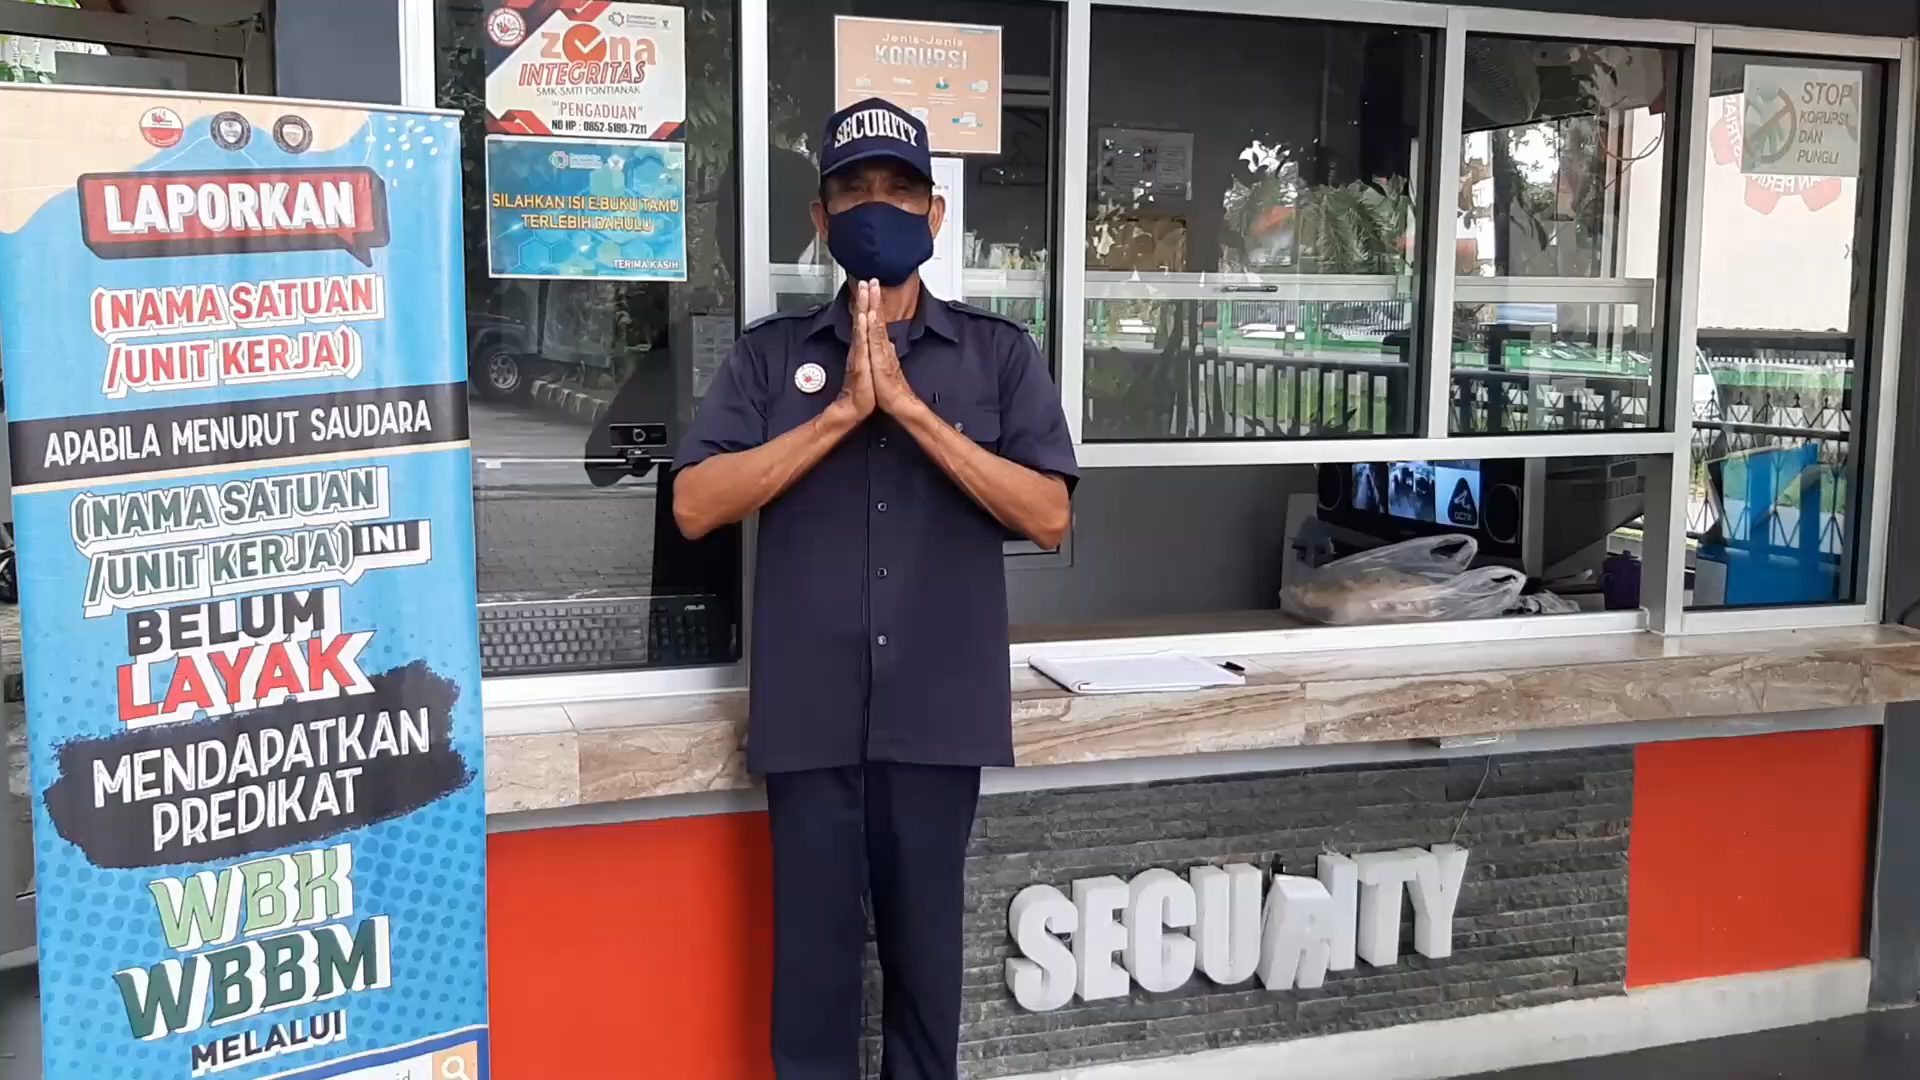 LAPORKAN
(NAMA SATUAN
/UNIT KERJA)
APABILA MENURUT SAUDARA
(NAMA SATUAN
/UNIT KERJA) INI
BELUM
LAYAK
MENDAPATKAN
PREDIKAT
WBK
WBBM
MELALUI
zona
INTEGRITAS
SMK-SMTI PONTIANAK
"PENGADUAN"
NO HP : 0852-5189-7211
SILAHKAN ISI E-BUKU TAMU
TERLEBIH DAHULU
TERIMA KASIH
Jenis-Jenis
KORUPSI
SECURITY
STOP
KORUPSI
DAN
PUNGLI
CCTV
ASUS
SECURITY